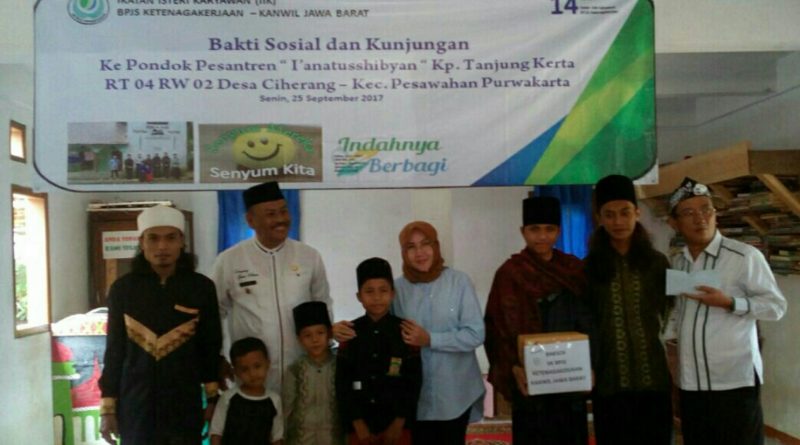 IKATAN ISTERI KARYAWAN (IIK)
BPJS KETENAGAKERJAAN – KANWIL JAWA BARAT
14
Bakti Sosial dan Kunjungan
Ke Pondok Pesantren " I'anatusshibyan " Kp. Tanjung Kerta
RT 04 RW 02 Desa Ciherang – Kec. Pesawahan Purwakarta
Senin, 25 September 2017
Senyum Kita
Indahnya
Berbagi
BPJS
KETENAGAKERJAAN
KANWIL JAWA BARAT